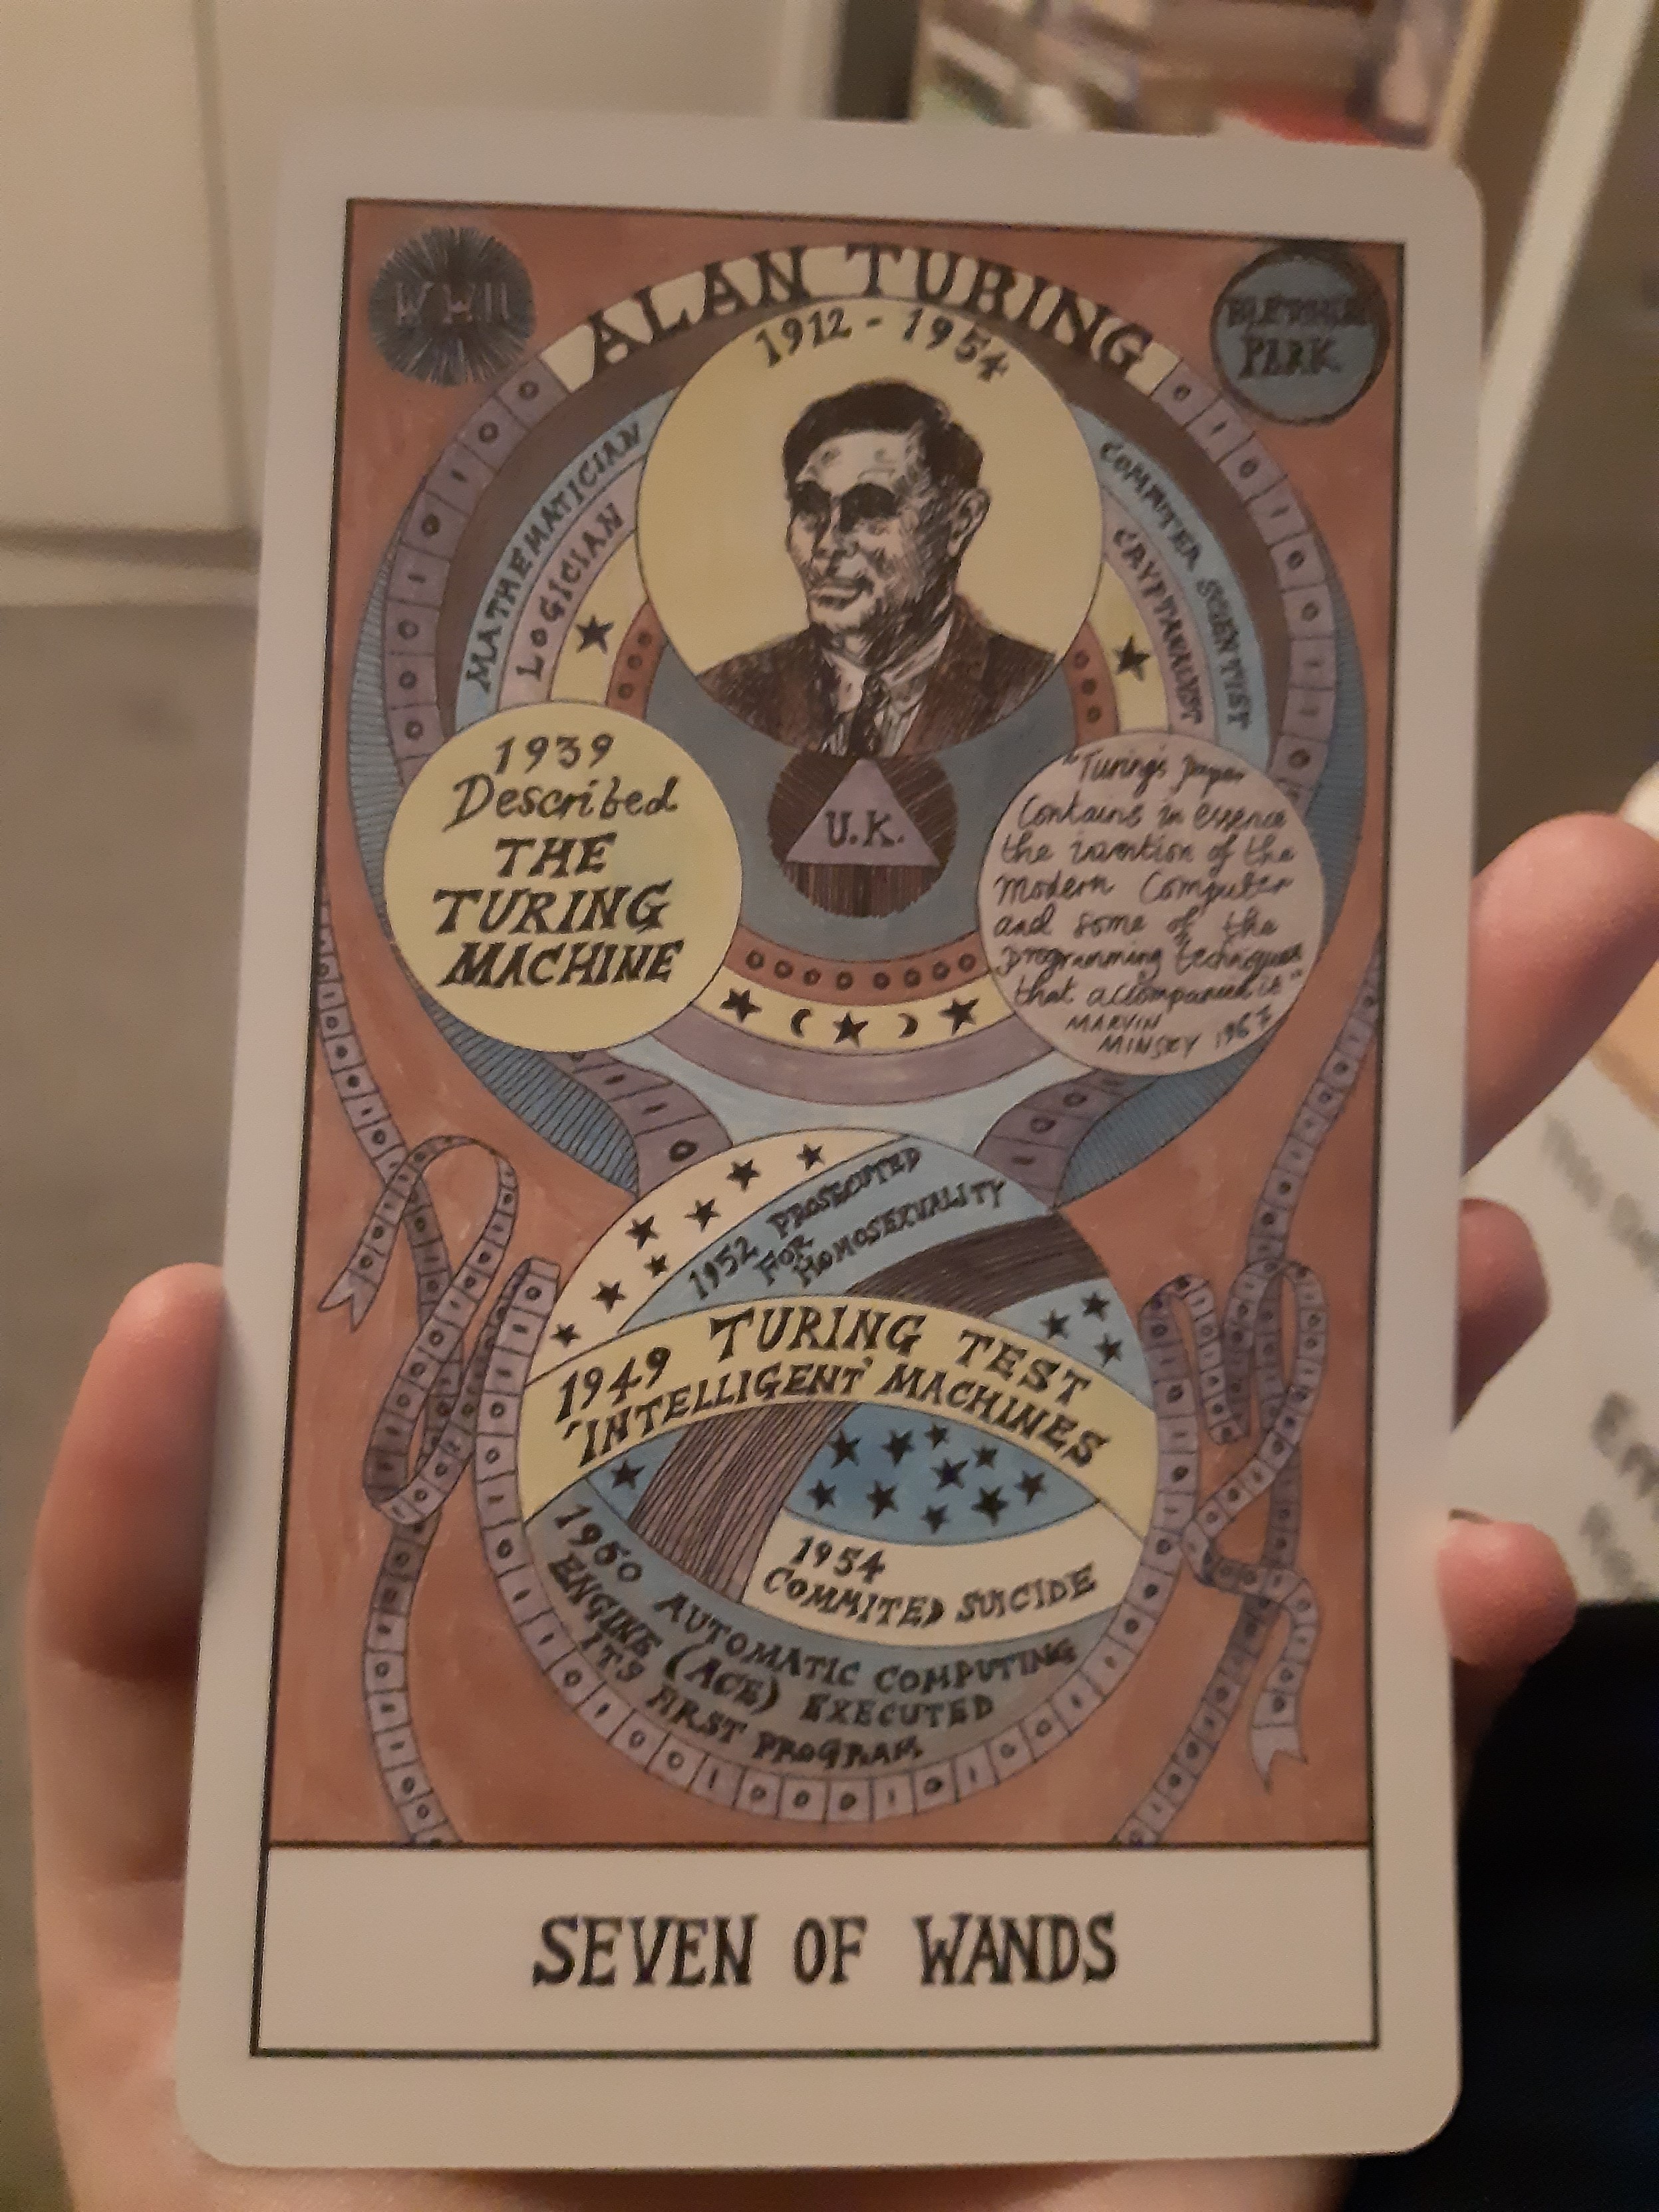 WWII
BLETCHLEY
PARK
ALAN TURING
1912 - 1954
MATHEMATICIAN
LOGICIAN
COMPUTER SCIENTIST
CRYPTANALYST
1939
Described
THE
TURING
MACHINE
U.K.
"Turing's paper
Contains in essence
the invention of the
Modern Computer
and some of the
programming techniques
that accompanied it"
MARVIN
MINSKY 1967
1952 PROSECUTED
FOR
HOMOSEXUALITY
1949 TURING TEST
'INTELLIGENT' MACHINES
1954
COMMITED SUICIDE
1950 AUTOMATIC COMPUTING
ENGINE (ACE) EXECUTED
ITS FIRST PROGRAM
SEVEN OF WANDS